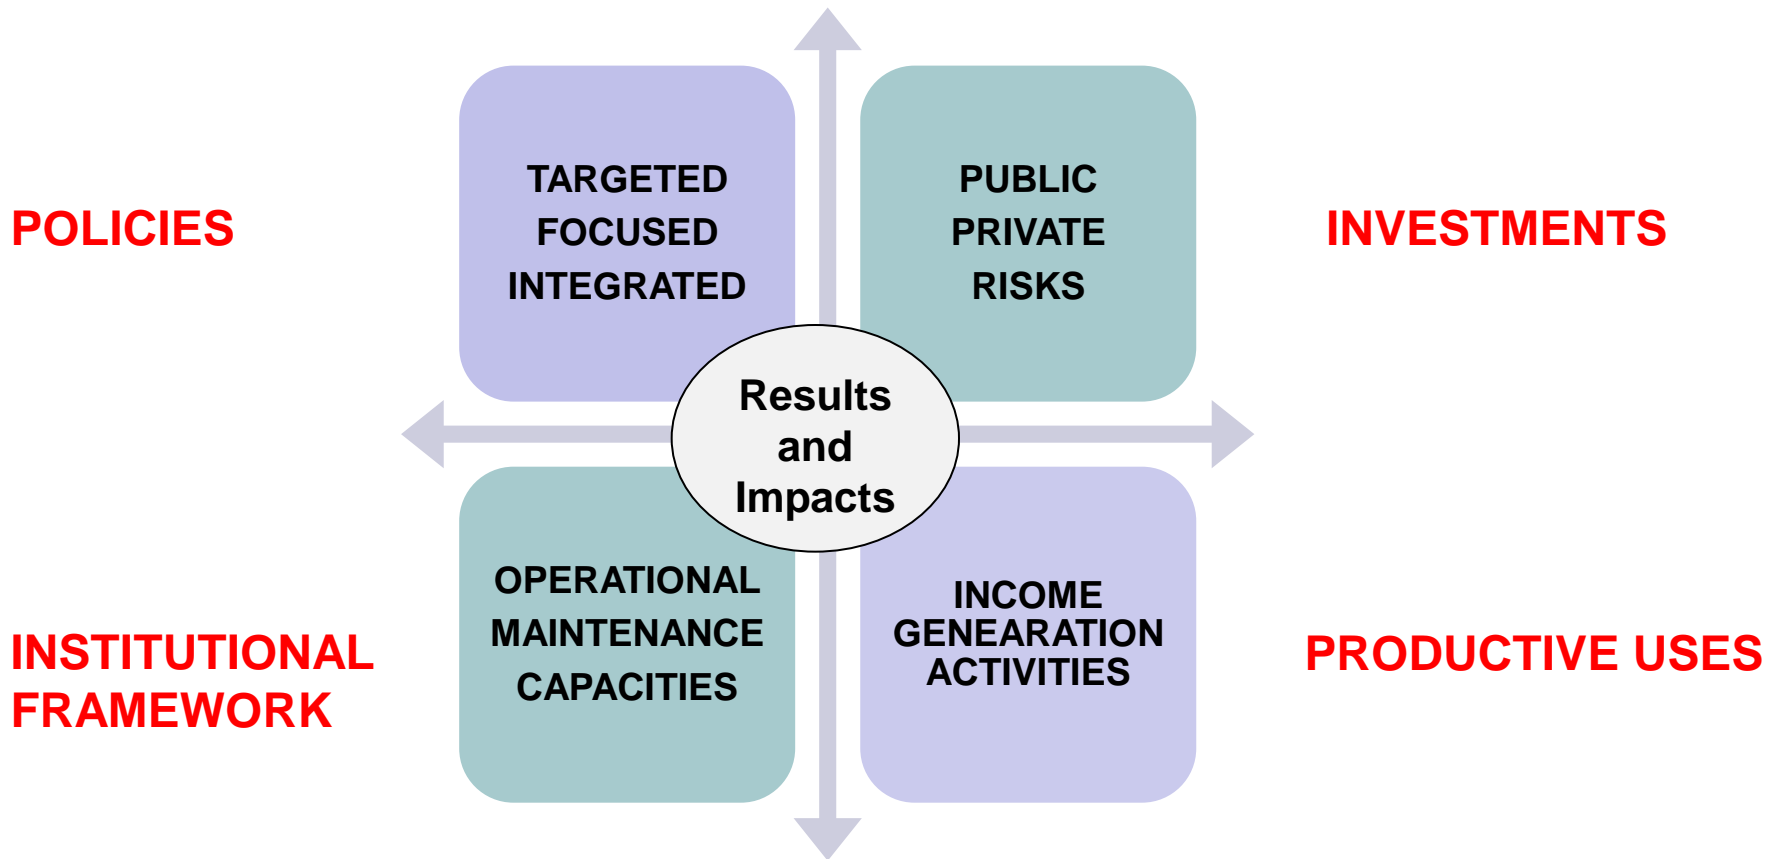 POLICIES
TARGETED
FOCUSED
INTEGRATED
PUBLIC
PRIVATE
RISKS
INVESTMENTS
Results
and
Impacts
INSTITUTIONAL
FRAMEWORK
OPERATIONAL
MAINTENANCE
CAPACITIES
INCOME
GENEARATION
ACTIVITIES
PRODUCTIVE USES